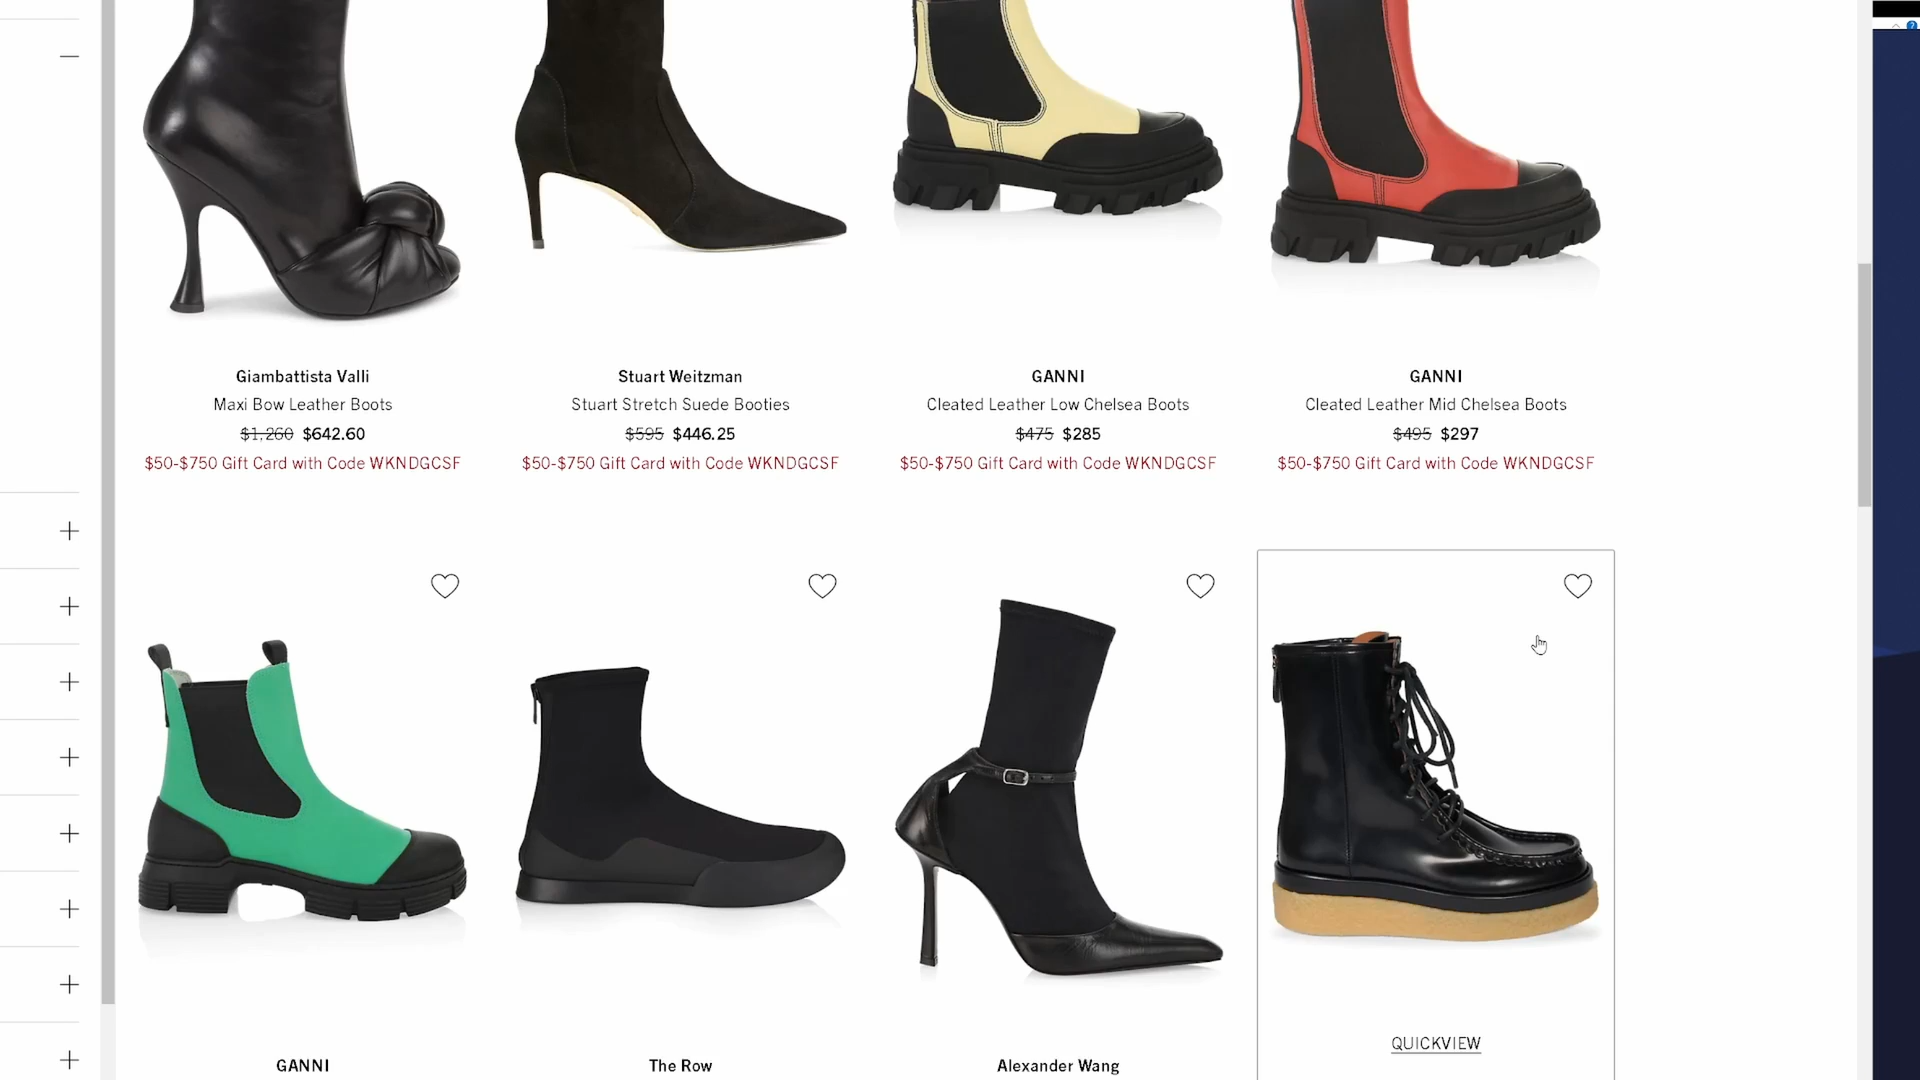 Giambattista Valli
Maxi Bow Leather Boots
$1,260 $642.60
$50-$750 Gift Card with Code WKNDGCSF
Stuart Weitzman
Stuart Stretch Suede Booties
$595 $446.25
$50-$750 Gift Card with Code WKNDGCSF
GANNI
Cleated Leather Low Chelsea Boots
$475 $285
$50-$750 Gift Card with Code WKNDGCSF
GANNI
Cleated Leather Mid Chelsea Boots
$495 $297
$50-$750 Gift Card with Code WKNDGCSF
GANNI
The Row
Alexander Wang
QUICKVIEW